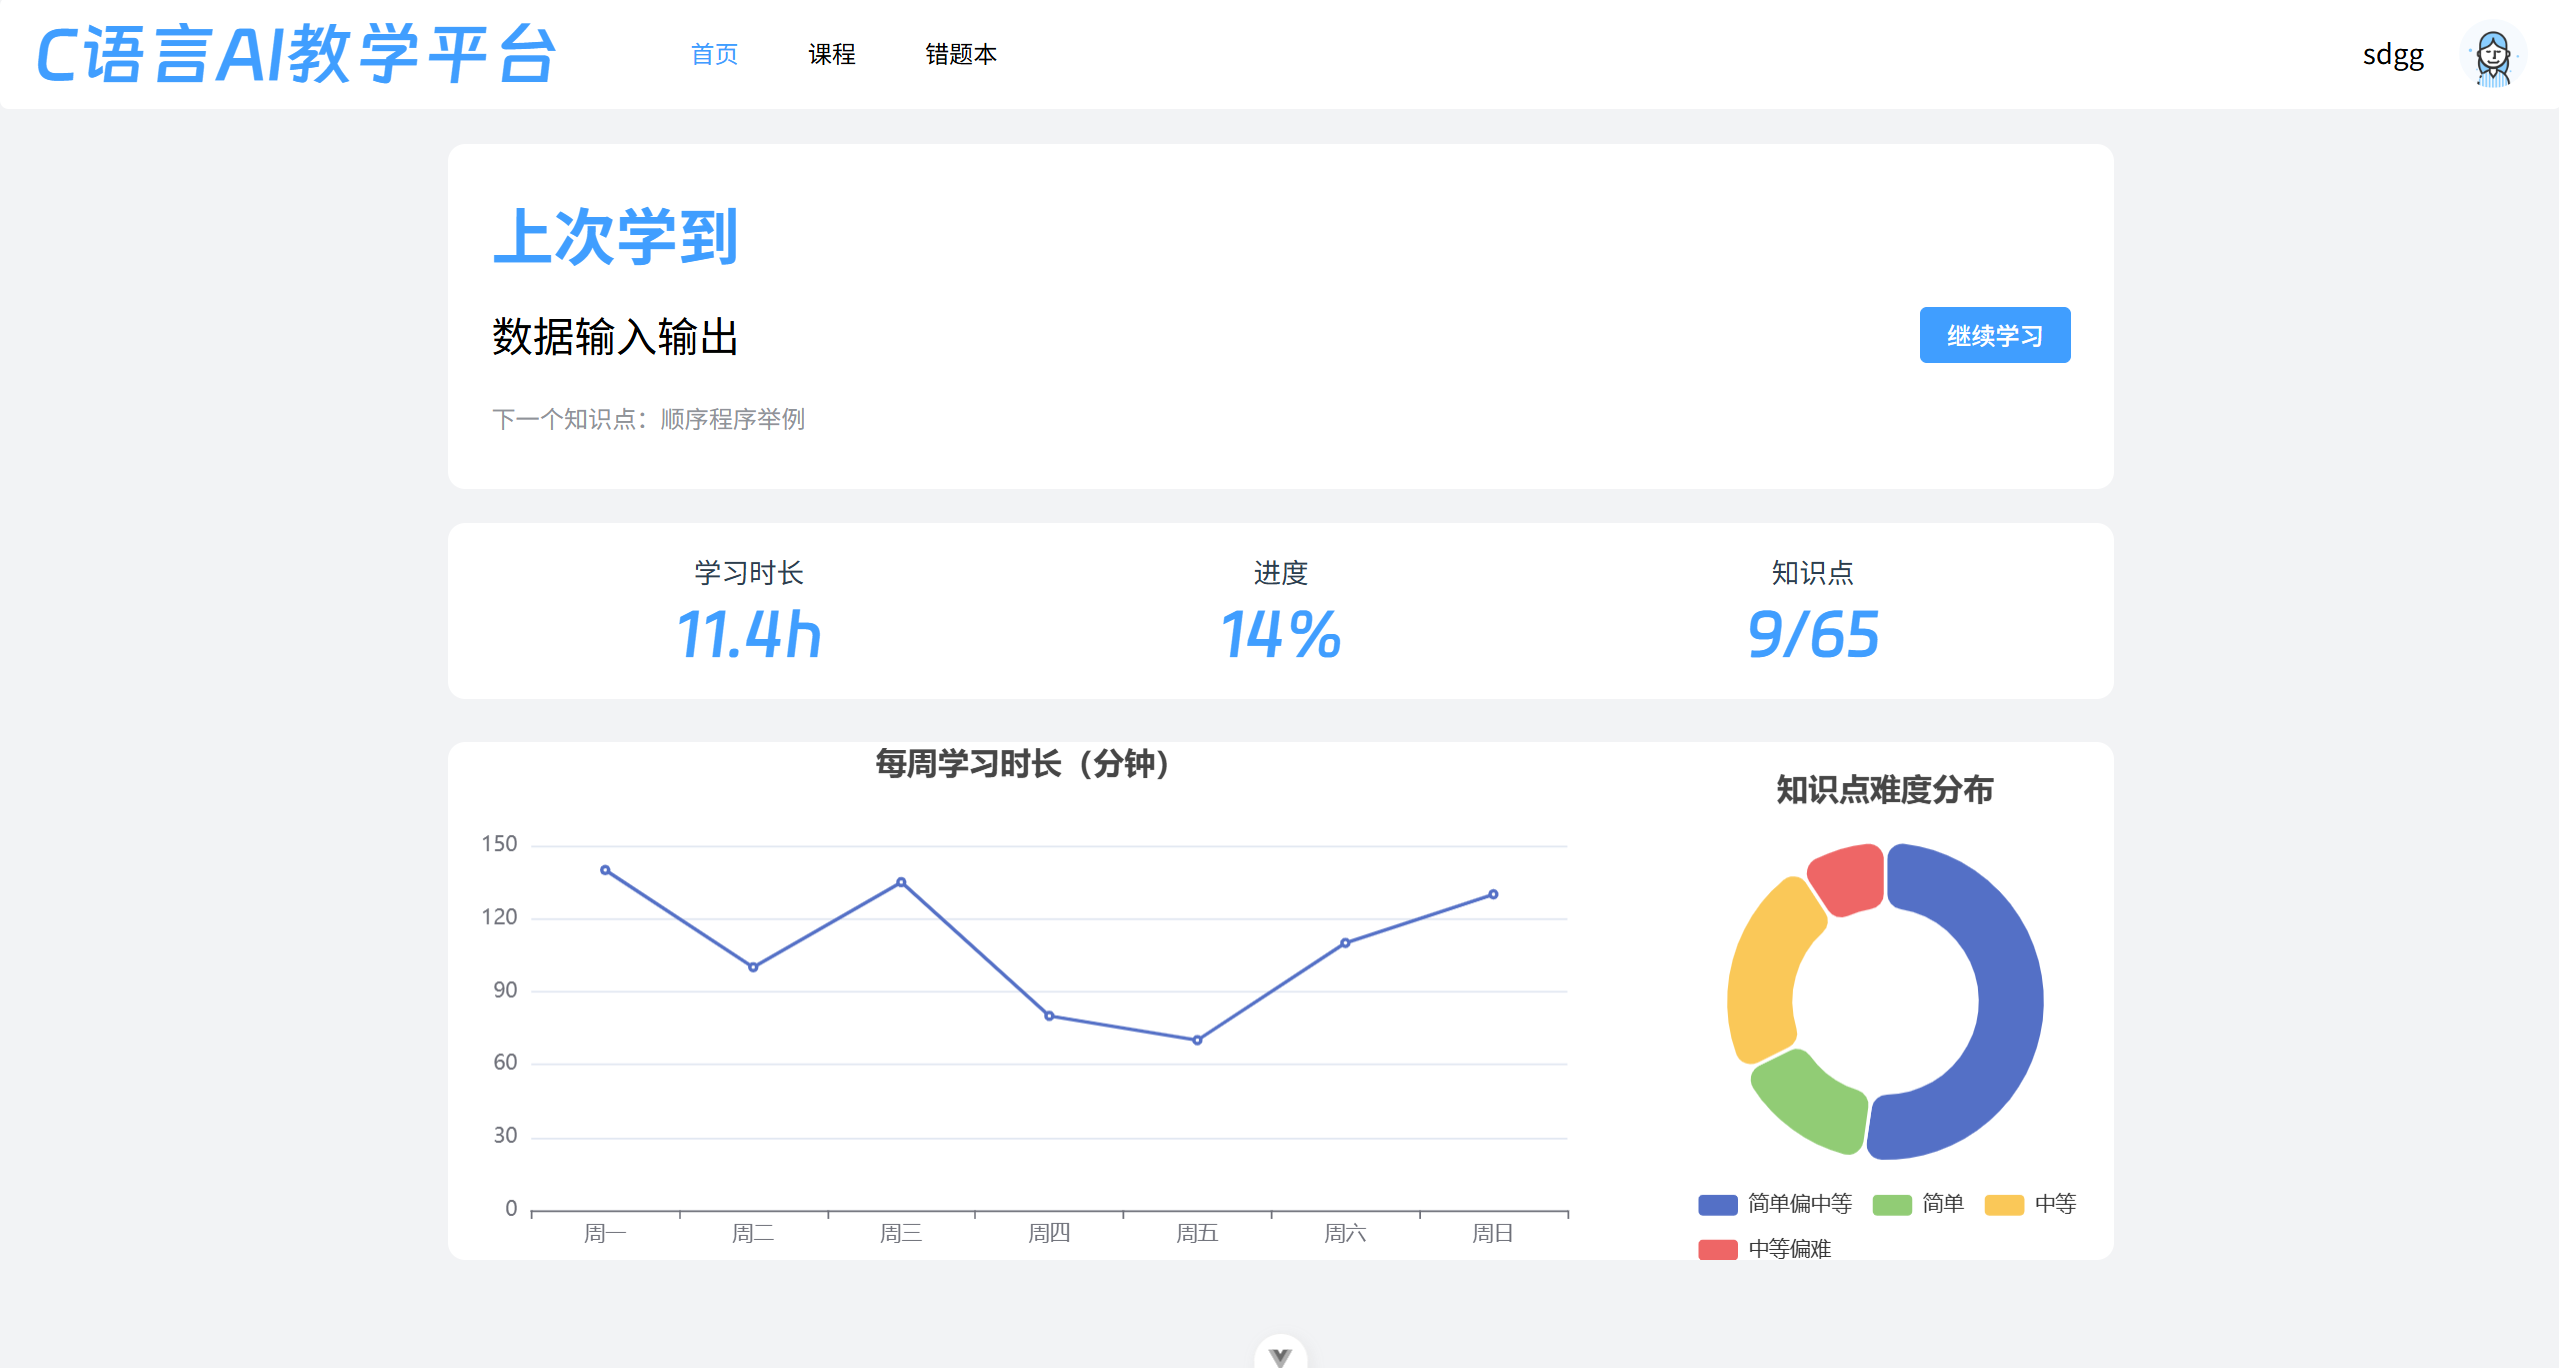 C语言AI教学平台
首页 课程 错题本
sdgg
上次学到
数据输入输出
继续学习
下一个知识点：顺序程序举例
学习时长 进度 知识点
11.4h 14% 9/65
每周学习时长（分钟）
150
120
90
60
30
0
周一 周二 周三 周四 周五 周六 周日
知识点难度分布
简单偏中等 简单 中等
中等偏难